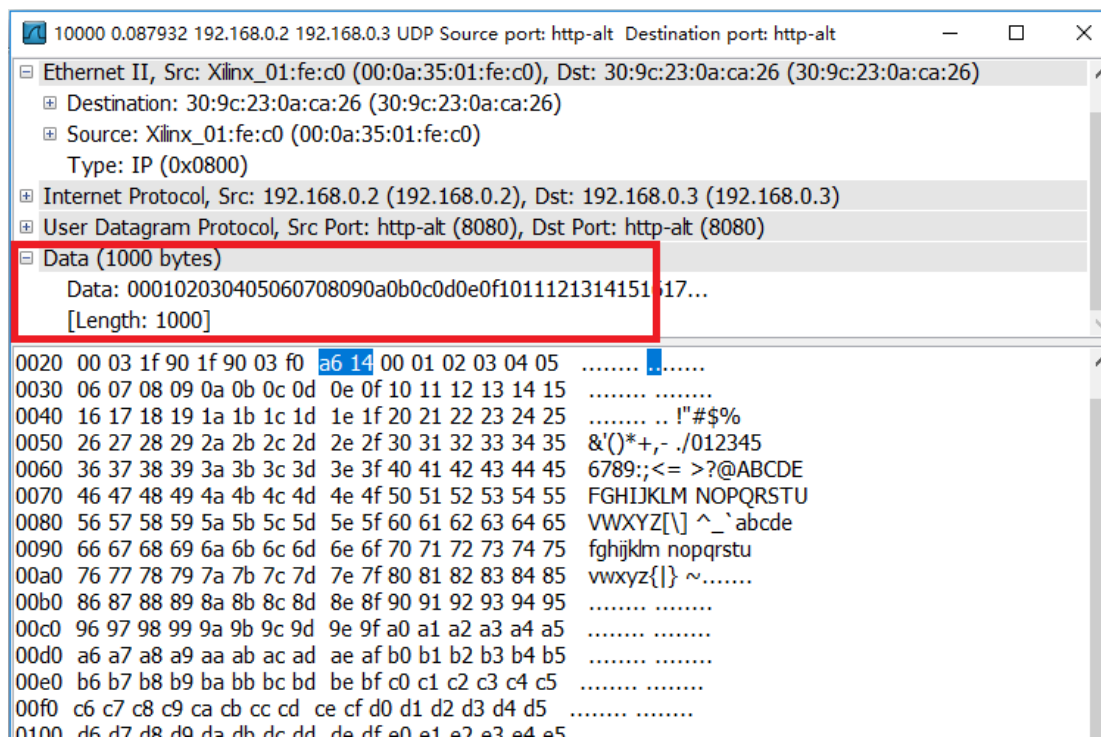 10000 0.087932 192.168.0.2 192.168.0.3 UDP Source port: http-alt Destination port: http-alt
Ethernet II, Src: Xilinx_01:fe:c0 (00:0a:35:01:fe:c0), Dst: 30:9c:23:0a:ca:26 (30:9c:23:0a:ca:26)
Destination: 30:9c:23:0a:ca:26 (30:9c:23:0a:ca:26)
Source: Xilinx_01:fe:c0 (00:0a:35:01:fe:c0)
Type: IP (0x0800)
Internet Protocol, Src: 192.168.0.2 (192.168.0.2), Dst: 192.168.0.3 (192.168.0.3)
User Datagram Protocol, Src Port: http-alt (8080), Dst Port: http-alt (8080)
Data (1000 bytes)
Data: 000102030405060708090a0b0c0d0e0f1011121314151617...
[Length: 1000]
0020 00 03 1f 90 1f 90 03 f0 a6 14 00 01 02 03 04 05 ........ ........
0030 06 07 08 09 0a 0b 0c 0d 0e 0f 10 11 12 13 14 15 ........ ........
0040 16 17 18 19 1a 1b 1c 1d 1e 1f 20 21 22 23 24 25 ........ .. !"#$%
0050 26 27 28 29 2a 2b 2c 2d 2e 2f 30 31 32 33 34 35 &'()*+,- ./012345
0060 36 37 38 39 3a 3b 3c 3d 3e 3f 40 41 42 43 44 45 6789:;<= >?@ABCDE
0070 46 47 48 49 4a 4b 4c 4d 4e 4f 50 51 52 53 54 55 FGHIJKLM NOPQRSTU
0080 56 57 58 59 5a 5b 5c 5d 5e 5f 60 61 62 63 64 65 VWXYZ[\] ^_`abcde
0090 66 67 68 69 6a 6b 6c 6d 6e 6f 70 71 72 73 74 75 fghijklm nopqrstu
00a0 76 77 78 79 7a 7b 7c 7d 7e 7f 80 81 82 83 84 85 vwxyz{|} ~.......
00b0 86 87 88 89 8a 8b 8c 8d 8e 8f 90 91 92 93 94 95 ........ ........
00c0 96 97 98 99 9a 9b 9c 9d 9e 9f a0 a1 a2 a3 a4 a5 ........ ........
00d0 a6 a7 a8 a9 aa ab ac ad ae af b0 b1 b2 b3 b4 b5 ........ ........
00e0 b6 b7 b8 b9 ba bb bc bd be bf c0 c1 c2 c3 c4 c5 ........ ........
00f0 c6 c7 c8 c9 ca cb cc cd ce cf d0 d1 d2 d3 d4 d5 ........ ........
0100 d6 d7 d8 d9 da db dc dd de df e0 e1 e2 e3 e4 e5